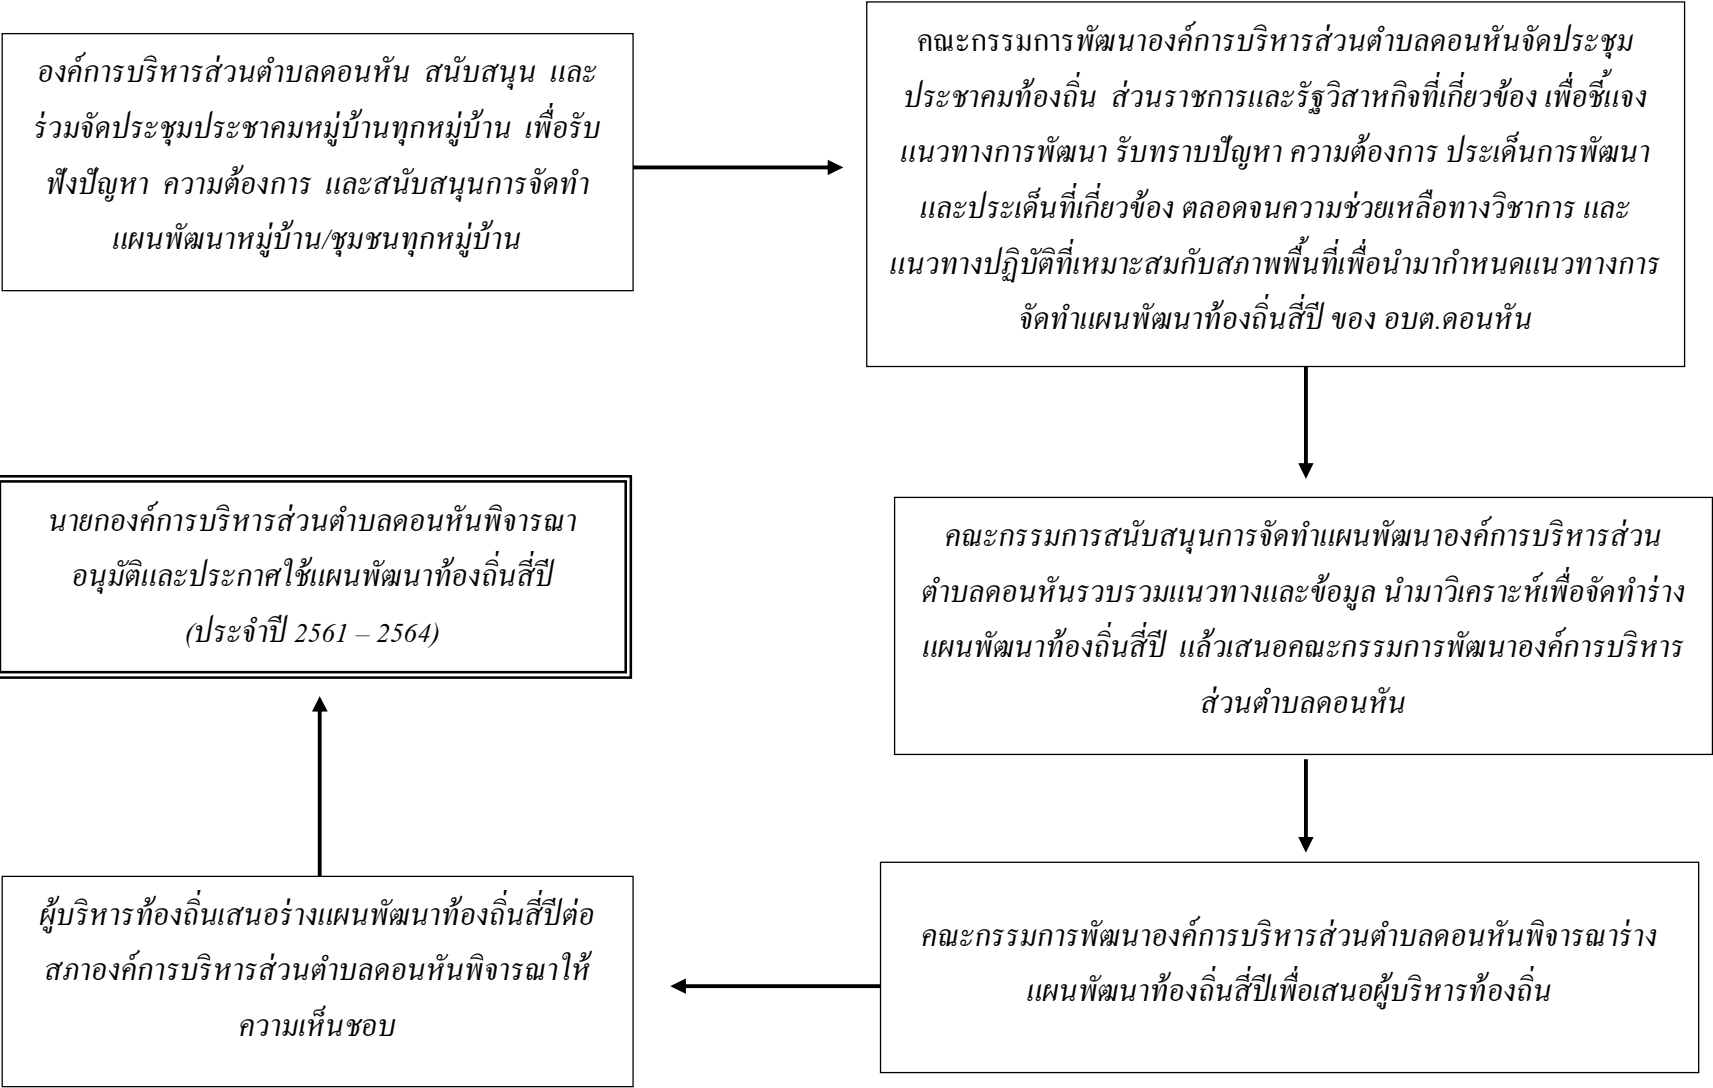 องค์การบริหารส่วนตำบลดอนหัน สนับสนุน และ
ร่วมจัดประชุมประชาคมหมู่บ้านทุกหมู่บ้าน เพื่อรับ
ฟังปัญหา ความต้องการ และสนับสนุนการจัดทำ
แผนพัฒนาหมู่บ้าน/ชุมชนทุกหมู่บ้าน
คณะกรรมการพัฒนาองค์การบริหารส่วนตำบลดอนหันจัดประชุม
ประชาคมท้องถิ่น ส่วนราชการและรัฐวิสาหกิจที่เกี่ยวข้อง เพื่อชี้แจง
แนวทางการพัฒนา รับทราบปัญหา ความต้องการ ประเด็นการพัฒนา
และประเด็นที่เกี่ยวข้อง ตลอดจนความช่วยเหลือทางวิชาการ และ
แนวทางปฏิบัติที่เหมาะสมกับสภาพพื้นที่เพื่อนำมากำหนดแนวทางการ
จัดทำแผนพัฒนาท้องถิ่นสี่ปี ของ อบต.ดอนหัน
คณะกรรมการสนับสนุนการจัดทำแผนพัฒนาองค์การบริหารส่วน
ตำบลดอนหันรวบรวมแนวทางและข้อมูล นำมาวิเคราะห์เพื่อจัดทำร่าง
แผนพัฒนาท้องถิ่นสี่ปี แล้วเสนอคณะกรรมการพัฒนาองค์การบริหาร
ส่วนตำบลดอนหัน
คณะกรรมการพัฒนาองค์การบริหารส่วนตำบลดอนหันพิจารณาร่าง
แผนพัฒนาท้องถิ่นสี่ปีเพื่อเสนอผู้บริหารท้องถิ่น
ผู้บริหารท้องถิ่นเสนอร่างแผนพัฒนาท้องถิ่นสี่ปีต่อ
สภาองค์การบริหารส่วนตำบลดอนหันพิจารณาให้
ความเห็นชอบ
นายกองค์การบริหารส่วนตำบลดอนหันพิจารณา
อนุมัติและประกาศใช้แผนพัฒนาท้องถิ่นสี่ปี
(ประจำปี 2561 – 2564)